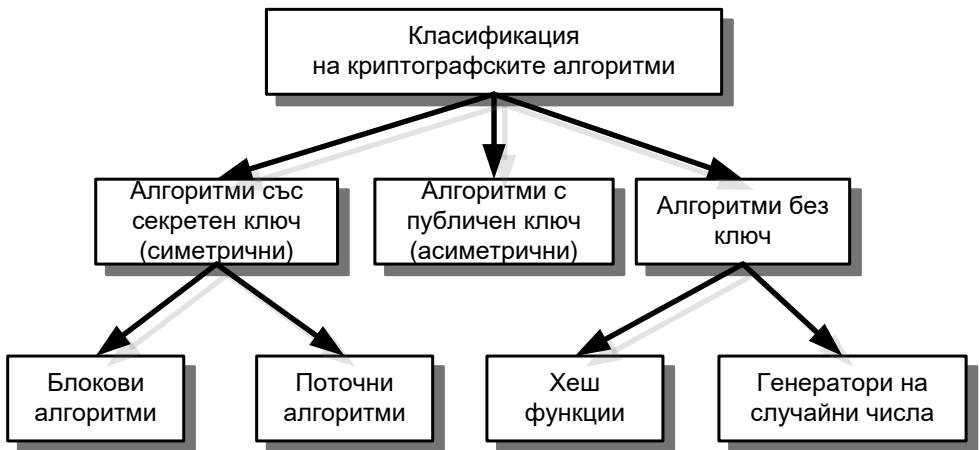 Класификация
на криптографските алгоритми
Алгоритми със
секретен ключ
(симетрични)
Алгоритми с
публичен ключ
(асиметрични)
Алгоритми без
ключ
Блокови
алгоритми
Поточни
алгоритми
Хеш
функции
Генератори на
случайни числа